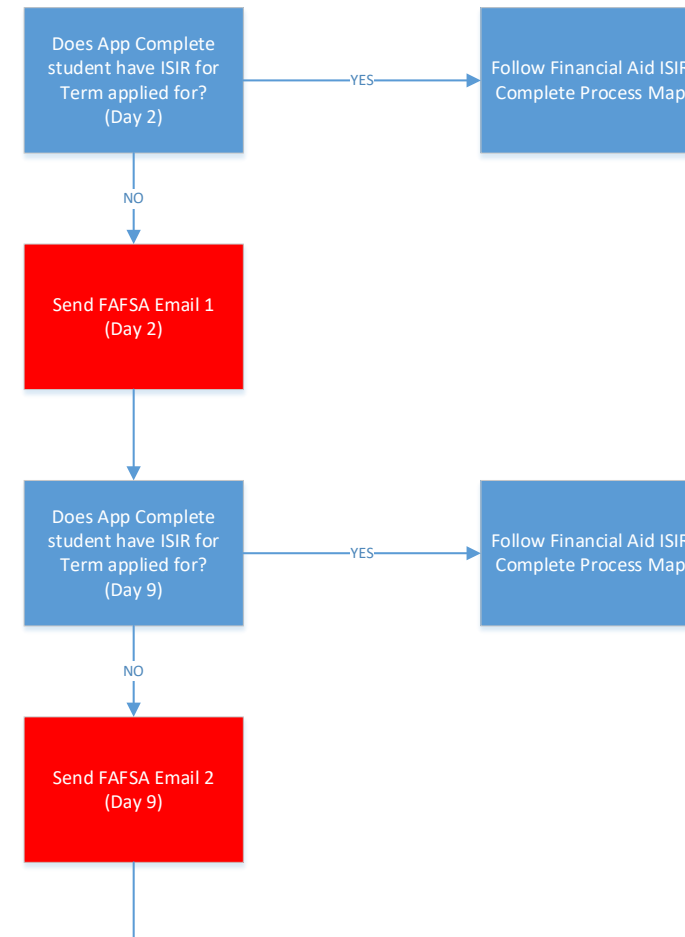 Does App Complete
student have ISIR for
Term applied for?
(Day 2)
YES
Follow Financial Aid ISIR
Complete Process Map
NO
Send FAFSA Email 1
(Day 2)
Does App Complete
student have ISIR for
Term applied for?
(Day 9)
YES
Follow Financial Aid ISIR
Complete Process Map
NO
Send FAFSA Email 2
(Day 9)